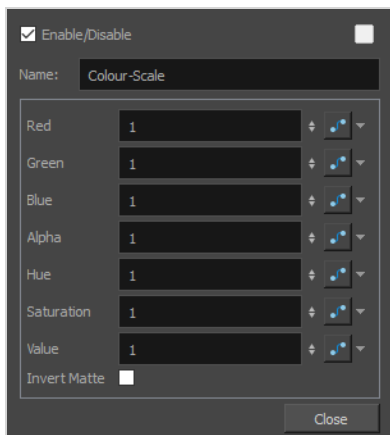 Enable/Disable
Name: Colour-Scale
Red 1
Green 1
Blue 1
Alpha 1
Hue 1
Saturation 1
Value 1
Invert Matte
Close